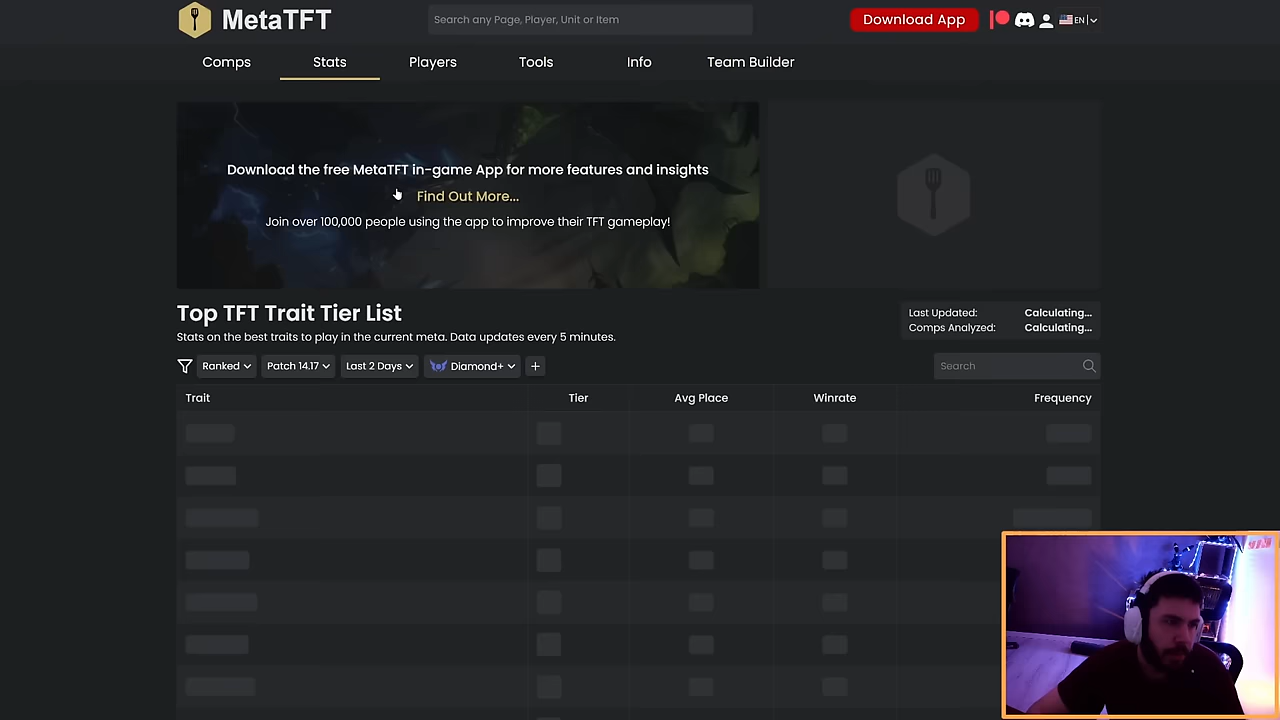 MetaTFT
Search any Page, Player, Unit or Item
Download App
EN
Comps
Stats
Players
Tools
Info
Team Builder
Download the free MetaTFT in-game App for more features and insights
Find Out More...
Join over 100,000 people using the app to improve their TFT gameplay!
Top TFT Trait Tier List
Last Updated: Calculating...
Comps Analyzed: Calculating...
Stats on the best traits to play in the current meta. Data updates every 5 minutes.
Ranked
Patch 14.17
Last 2 Days
Diamond+
+
Search
Trait
Tier
Avg Place
Winrate
Frequency